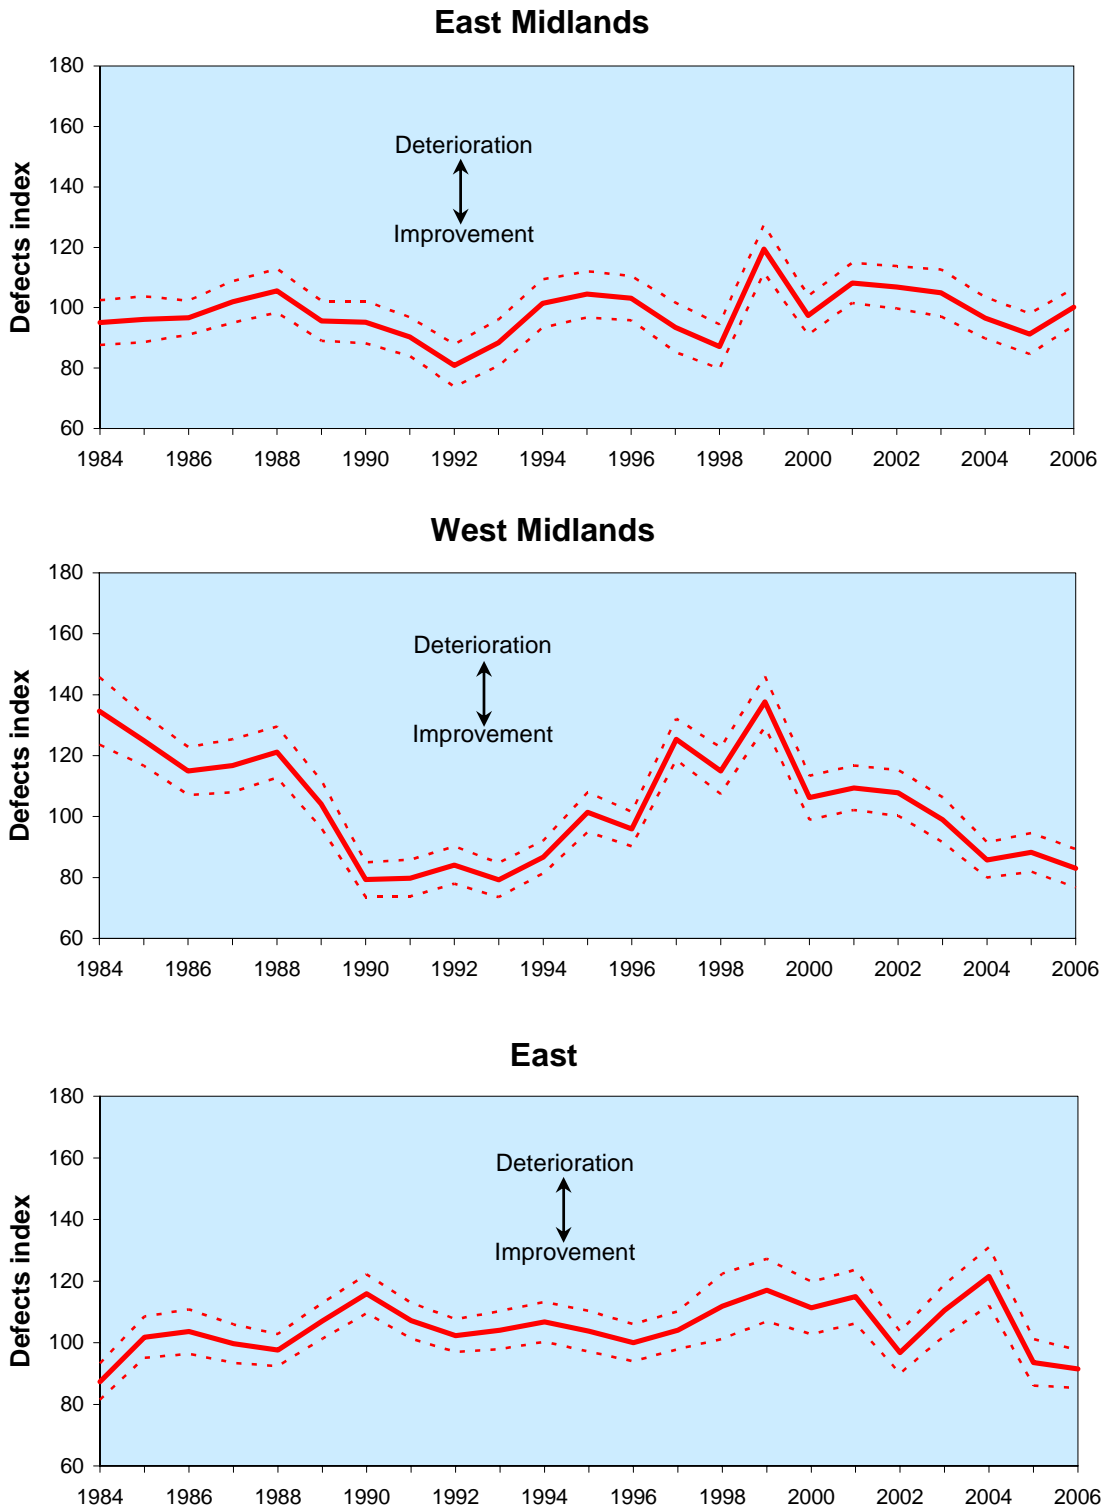 East Midlands
180
160
140
120
100
80
60
Defects index
Deterioration
Improvement
1984 1986 1988 1990 1992 1994 1996 1998 2000 2002 2004 2006
West Midlands
180
160
140
120
100
80
60
Defects index
Deterioration
Improvement
1984 1986 1988 1990 1992 1994 1996 1998 2000 2002 2004 2006
East
180
160
140
120
100
80
60
Defects index
Deterioration
Improvement
1984 1986 1988 1990 1992 1994 1996 1998 2000 2002 2004 2006